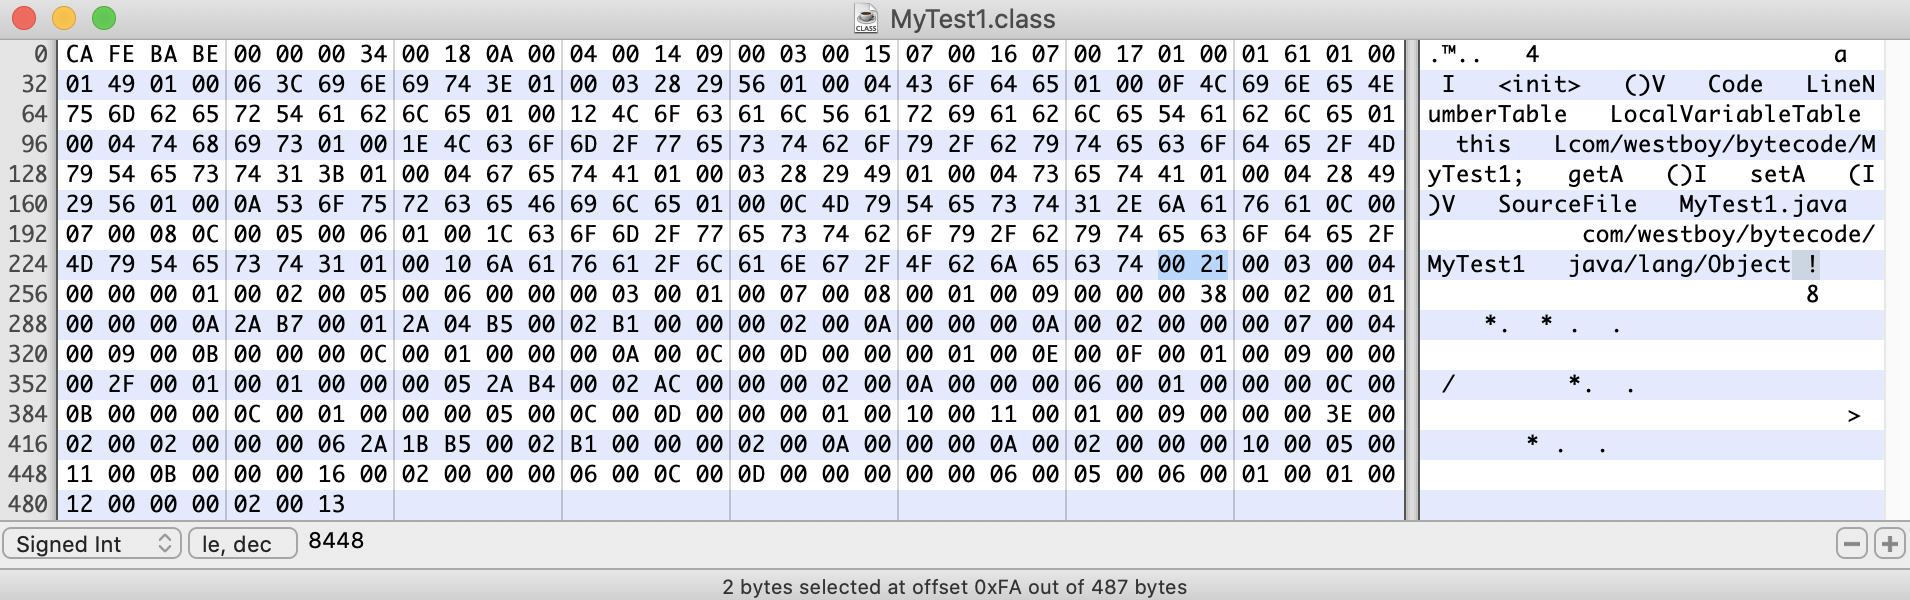 MyTest1.class
0 CA FE BA BE 00 00 00 34 00 18 0A 00 04 00 14 09 00 03 00 15 07 00 16 07 00 17 01 00 01 61 01 00 .™.. 4 a
32 01 49 01 00 06 3C 69 6E 69 74 3E 01 00 03 28 29 56 01 00 04 43 6F 64 65 01 00 0F 4C 69 6E 65 4E I <init> ()V Code LineN
64 75 6D 62 65 72 54 61 62 6C 65 01 00 12 4C 6F 63 61 6C 56 61 72 69 61 62 6C 65 54 61 62 6C 65 01 umberTable LocalVariableTable
96 00 04 74 68 69 73 01 00 1E 4C 63 6F 6D 2F 77 65 73 74 62 6F 79 2F 62 79 74 65 63 6F 64 65 2F 4D this Lcom/westboy/bytecode/M
128 79 54 65 73 74 31 3B 01 00 04 67 65 74 41 01 00 03 28 29 49 01 00 04 73 65 74 41 01 00 04 28 49 yTest1; getA ()I setA (I
160 29 56 01 00 0A 53 6F 75 72 63 65 46 69 6C 65 01 00 0C 4D 79 54 65 73 74 31 2E 6A 61 76 61 0C 00 )V SourceFile MyTest1.java
192 07 00 08 0C 00 05 00 06 01 00 1C 63 6F 6D 2F 77 65 73 74 62 6F 79 2F 62 79 74 65 63 6F 64 65 2F com/westboy/bytecode/
224 4D 79 54 65 73 74 31 01 00 10 6A 61 76 61 2F 6C 61 6E 67 2F 4F 62 6A 65 63 74 00 21 00 03 00 04 MyTest1 java/lang/Object !
256 00 00 00 01 00 02 00 05 00 06 00 00 00 03 00 01 00 07 00 08 00 01 00 09 00 00 00 38 00 02 00 01 8
288 00 00 00 0A 2A B7 00 01 2A 04 B5 00 02 B1 00 00 00 02 00 0A 00 00 00 0A 00 02 00 00 00 07 00 04 *. * . .
320 00 09 00 0B 00 00 00 0C 00 01 00 00 00 0A 00 0C 00 0D 00 00 00 01 00 0E 00 0F 00 01 00 09 00 00
352 00 2F 00 01 00 01 00 00 00 05 2A B4 00 02 AC 00 00 00 02 00 0A 00 00 00 06 00 01 00 00 00 0C 00 / *. .
384 0B 00 00 00 0C 00 01 00 00 00 05 00 0C 00 0D 00 00 00 01 00 10 00 11 00 01 00 09 00 00 00 3E 00 >
416 02 00 02 00 00 00 06 2A 1B B5 00 02 B1 00 00 00 02 00 0A 00 00 00 0A 00 02 00 00 00 10 00 05 00 * . .
448 11 00 0B 00 00 00 16 00 02 00 00 00 06 00 0C 00 0D 00 00 00 00 00 06 00 05 00 06 00 01 00 01 00
480 12 00 00 00 02 00 13
Signed Int le, dec 8448
2 bytes selected at offset 0xFA out of 487 bytes